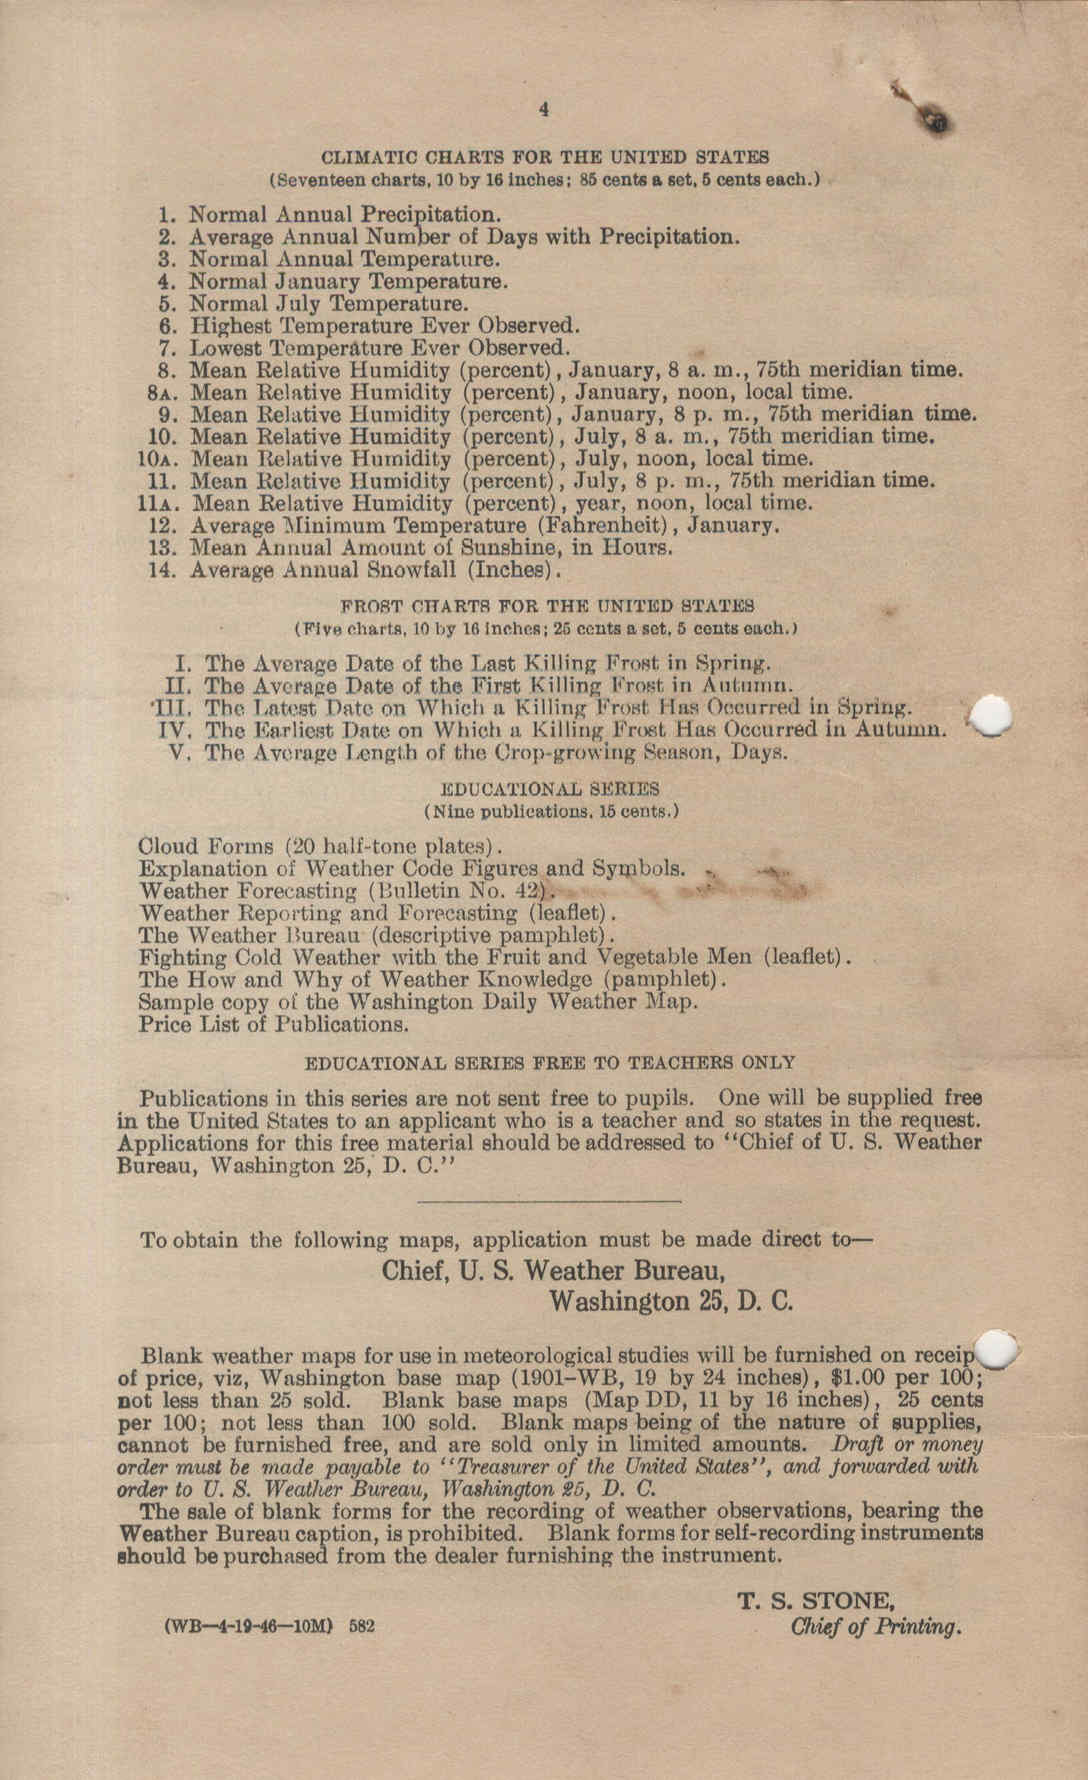 4
CLIMATIC CHARTS FOR THE UNITED STATES
(Seventeen charts, 10 by 16 inches; 85 cents a set, 5 cents each.)
1. Normal Annual Precipitation.
2. Average Annual Number of Days with Precipitation.
3. Normal Annual Temperature.
4. Normal January Temperature.
5. Normal July Temperature.
6. Highest Temperature Ever Observed.
7. Lowest Temperature Ever Observed.
8. Mean Relative Humidity (percent), January, 8 a. m., 75th meridian time.
8A. Mean Relative Humidity (percent), January, noon, local time.
9. Mean Relative Humidity (percent), January, 8 p. m., 75th meridian time.
10. Mean Relative Humidity (percent), July, 8 a. m., 75th meridian time.
10A. Mean Relative Humidity (percent), July, noon, local time.
11. Mean Relative Humidity (percent), July, 8 p. m., 75th meridian time.
11A. Mean Relative Humidity (percent), year, noon, local time.
12. Average Minimum Temperature (Fahrenheit), January.
13. Mean Annual Amount of Sunshine, in Hours.
14. Average Annual Snowfall (Inches).
FROST CHARTS FOR THE UNITED STATES
(Five charts, 10 by 16 inches; 25 cents a set, 5 cents each.)
I. The Average Date of the Last Killing Frost in Spring.
II. The Average Date of the First Killing Frost in Autumn.
III. The Latest Date on Which a Killing Frost Has Occurred in Spring.
IV. The Earliest Date on Which a Killing Frost Has Occurred in Autumn.
V. The Average Length of the Crop-growing Season, Days.
EDUCATIONAL SERIES
(Nine publications, 15 cents.)
Cloud Forms (20 half-tone plates).
Explanation of Weather Code Figures and Symbols.
Weather Forecasting (Bulletin No. 42).
Weather Reporting and Forecasting (leaflet).
The Weather Bureau (descriptive pamphlet).
Fighting Cold Weather with the Fruit and Vegetable Men (leaflet).
The How and Why of Weather Knowledge (pamphlet).
Sample copy of the Washington Daily Weather Map.
Price List of Publications.
EDUCATIONAL SERIES FREE TO TEACHERS ONLY
Publications in this series are not sent free to pupils. One will be supplied free
in the United States to an applicant who is a teacher and so states in the request.
Applications for this free material should be addressed to "Chief of U. S. Weather
Bureau, Washington 25, D. C."
To obtain the following maps, application must be made direct to—
Chief, U. S. Weather Bureau,
Washington 25, D. C.
Blank weather maps for use in meteorological studies will be furnished on receip
of price, viz, Washington base map (1901–WB, 19 by 24 inches), $1.00 per 100;
not less than 25 sold. Blank base maps (Map DD, 11 by 16 inches), 25 cents
per 100; not less than 100 sold. Blank maps being of the nature of supplies,
cannot be furnished free, and are sold only in limited amounts. Draft or money
order must be made payable to "Treasurer of the United States", and forwarded with
order to U. S. Weather Bureau, Washington 25, D. C.
The sale of blank forms for the recording of weather observations, bearing the
Weather Bureau caption, is prohibited. Blank forms for self-recording instruments
should be purchased from the dealer furnishing the instrument.
T. S. STONE,
Chief of Printing.
(WB—4-19-46—10M) 582